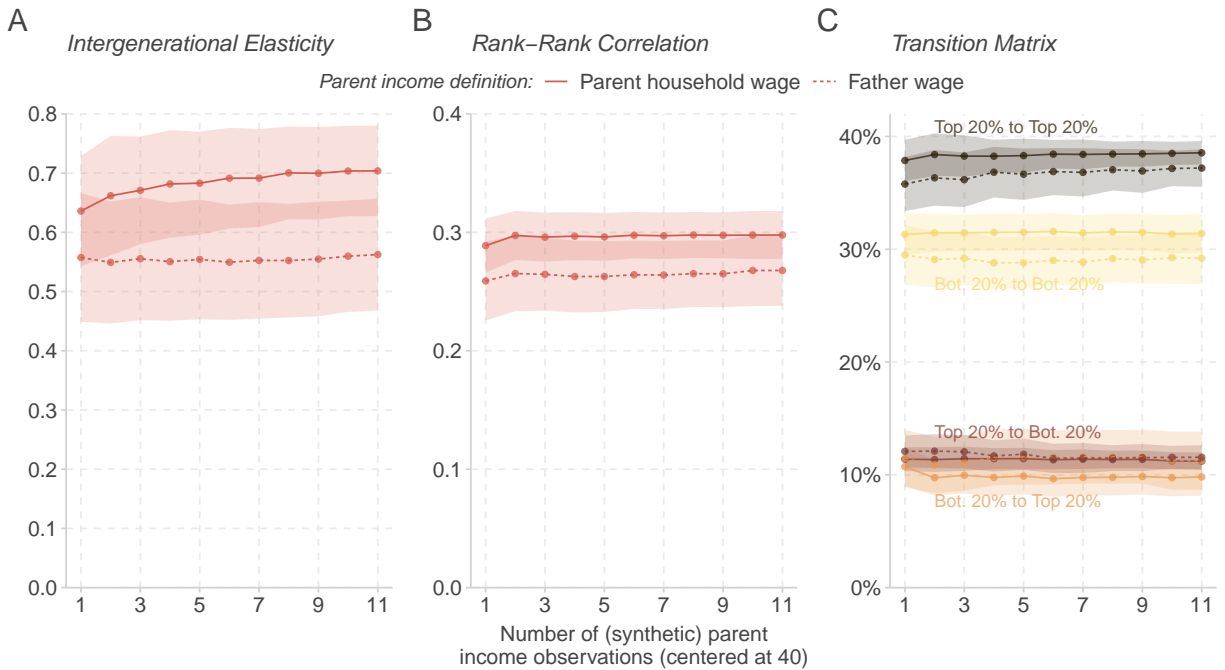 A
Intergenerational Elasticity
B
Rank−Rank Correlation
C
Transition Matrix
Parent income definition: Parent household wage Father wage
0.8
0.7
0.6
0.5
0.4
0.3
0.2
0.1
0.0
1 3 5 7 9 11
0.4
0.3
0.2
0.1
0.0
1 3 5 7 9 11
Number of (synthetic) parent
income observations (centered at 40)
40%
30%
20%
10%
0%
Top 20% to Top 20%
Bot. 20% to Bot. 20%
Top 20% to Bot. 20%
Bot. 20% to Top 20%
1 3 5 7 9 11